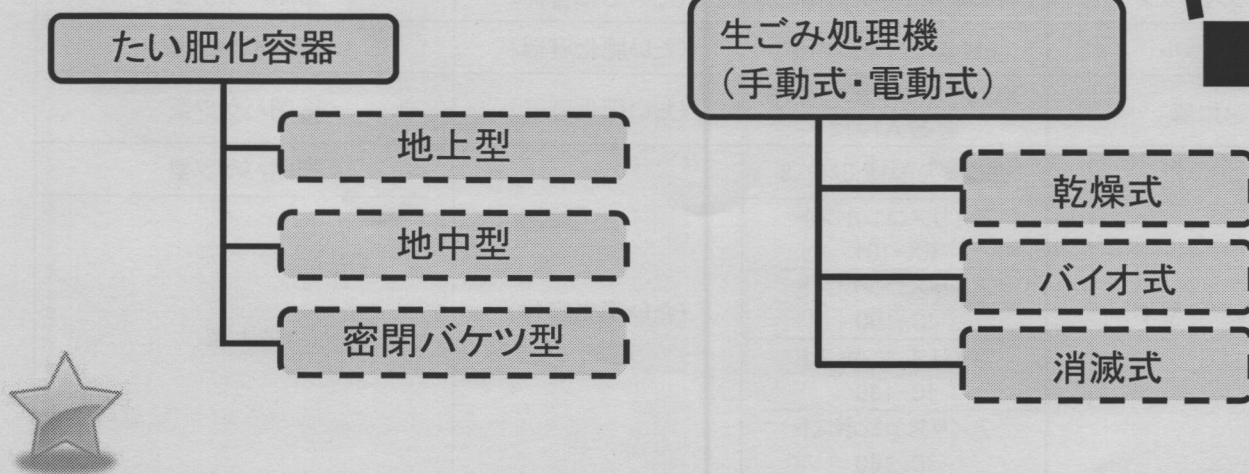 たい肥化容器
地上型
地中型
密閉バケツ型
生ごみ処理機
(手動式・電動式)
乾燥式
バイオ式
消滅式